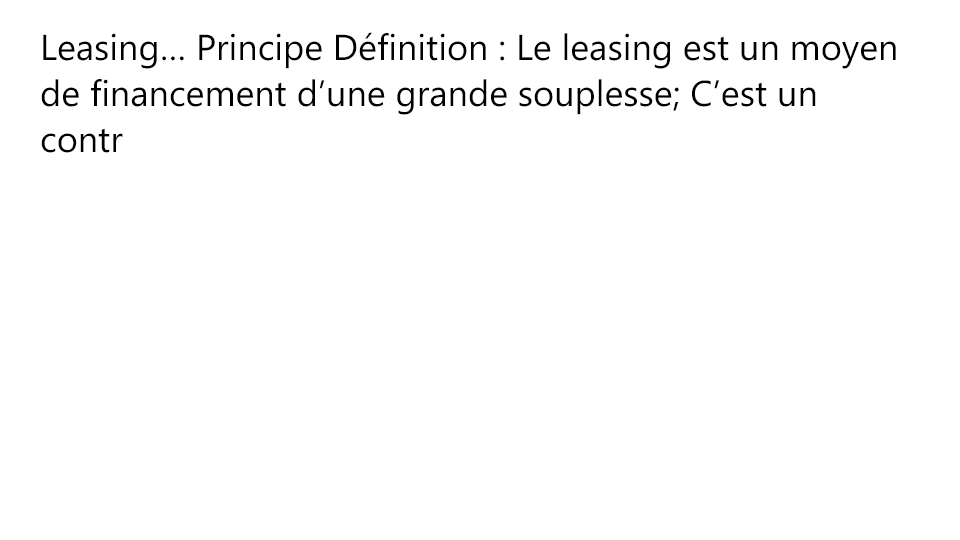 Leasing… Principe Définition : Le leasing est un moyen
de financement d’une grande souplesse; C’est un
contr